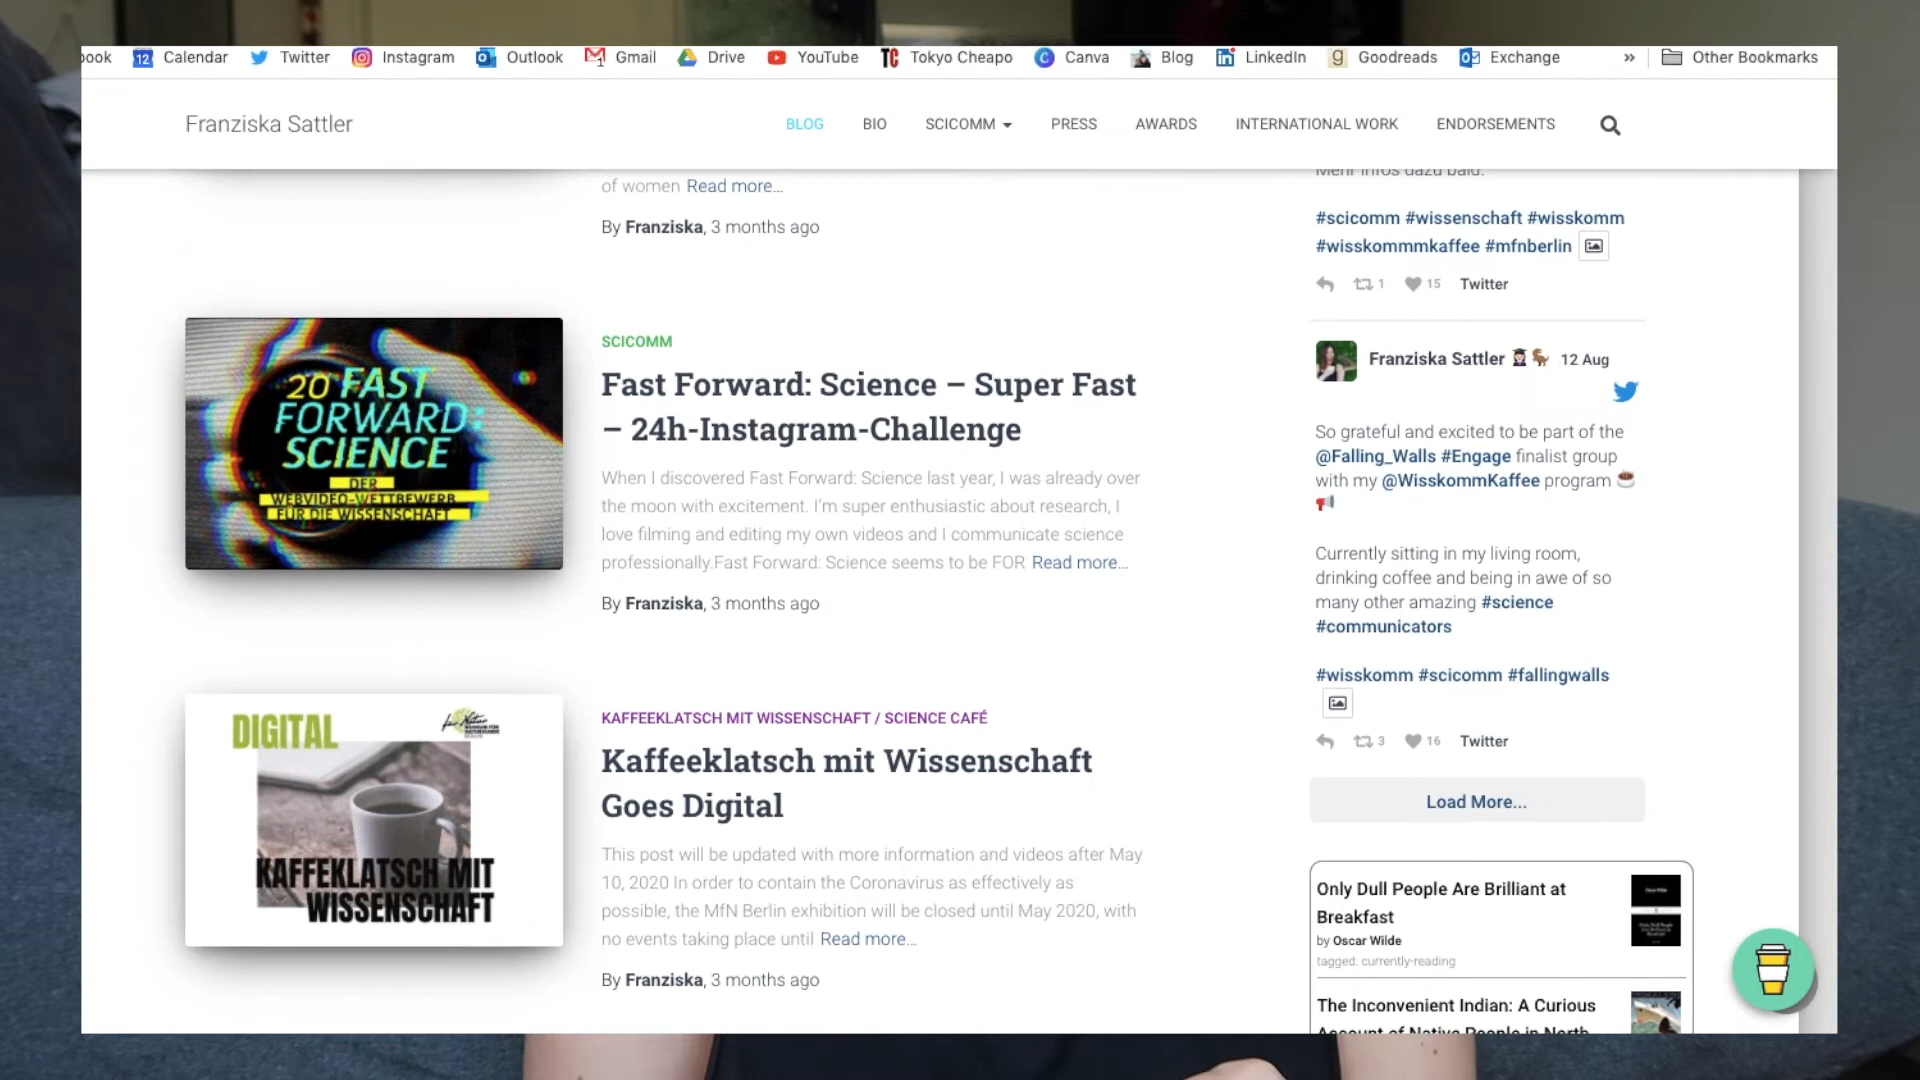 book Calendar Twitter Instagram Outlook Gmail Drive YouTube Tokyo Cheapo Canva Blog LinkedIn Goodreads Exchange » Other Bookmarks
Franziska Sattler
BLOG BIO SCICOMM PRESS AWARDS INTERNATIONAL WORK ENDORSEMENTS
of women Read more...
By Franziska, 3 months ago
20 FAST
FORWARD:
SCIENCE
DER
WEBVIDEO-WETTBEWERB
FÜR DIE WISSENSCHAFT
SCICOMM
Fast Forward: Science – Super Fast
– 24h-Instagram-Challenge
When I discovered Fast Forward: Science last year, I was already over
the moon with excitement. I'm super enthusiastic about research, I
love filming and editing my own videos and I communicate science
professionally.Fast Forward: Science seems to be FOR Read more...
By Franziska, 3 months ago
DIGITAL
KAFFEKLATSCH MIT
WISSENSCHAFT
KAFFEEKLATSCH MIT WISSENSCHAFT / SCIENCE CAFÉ
Kaffeeklatsch mit Wissenschaft
Goes Digital
This post will be updated with more information and videos after May
10, 2020 In order to contain the Coronavirus as effectively as
possible, the MfN Berlin exhibition will be closed until May 2020, with
no events taking place until Read more...
By Franziska, 3 months ago
Mehr Infos dazu bald.
#scicomm #wissenschaft #wisskomm
#wisskommmkaffee #mfnberlin
1 15 Twitter
Franziska Sattler 12 Aug
So grateful and excited to be part of the
@Falling_Walls #Engage finalist group
with my @WisskommKaffee program
Currently sitting in my living room,
drinking coffee and being in awe of so
many other amazing #science
#communicators
#wisskomm #scicomm #fallingwalls
3 16 Twitter
Load More...
Only Dull People Are Brilliant at
Breakfast
by Oscar Wilde
tagged: currently-reading
The Inconvenient Indian: A Curious
Account of Native People in North